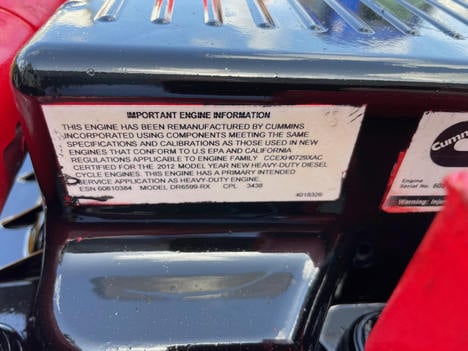 IMPORTANT ENGINE INFORMATION
THIS ENGINE HAS BEEN REMANUFACTURED BY CUMMINS
INCORPORATED USING COMPONENTS MEETING THE SAME
SPECIFICATIONS AND CALIBRATIONS AS THOSE USED IN NEW
ENGINES THAT CONFORM TO U.S EPA AND CALIFORNIA
REGULATIONS APPLICABLE TO ENGINE FAMILY CCEXH0729XAC
CERTIFIED FOR THE 2012 MODEL YEAR NEW HEAVY-DUTY DIESEL
CYCLE ENGINES. THIS ENGINE HAS A PRIMARY INTENDED
SERVICE APPLICATION AS HEAVY-DUTY ENGINE.
ESN 60810384 MODEL DR6599-RX CPL 3438
4018326
Cumm
Engine
Serial No.
Warning: Inju